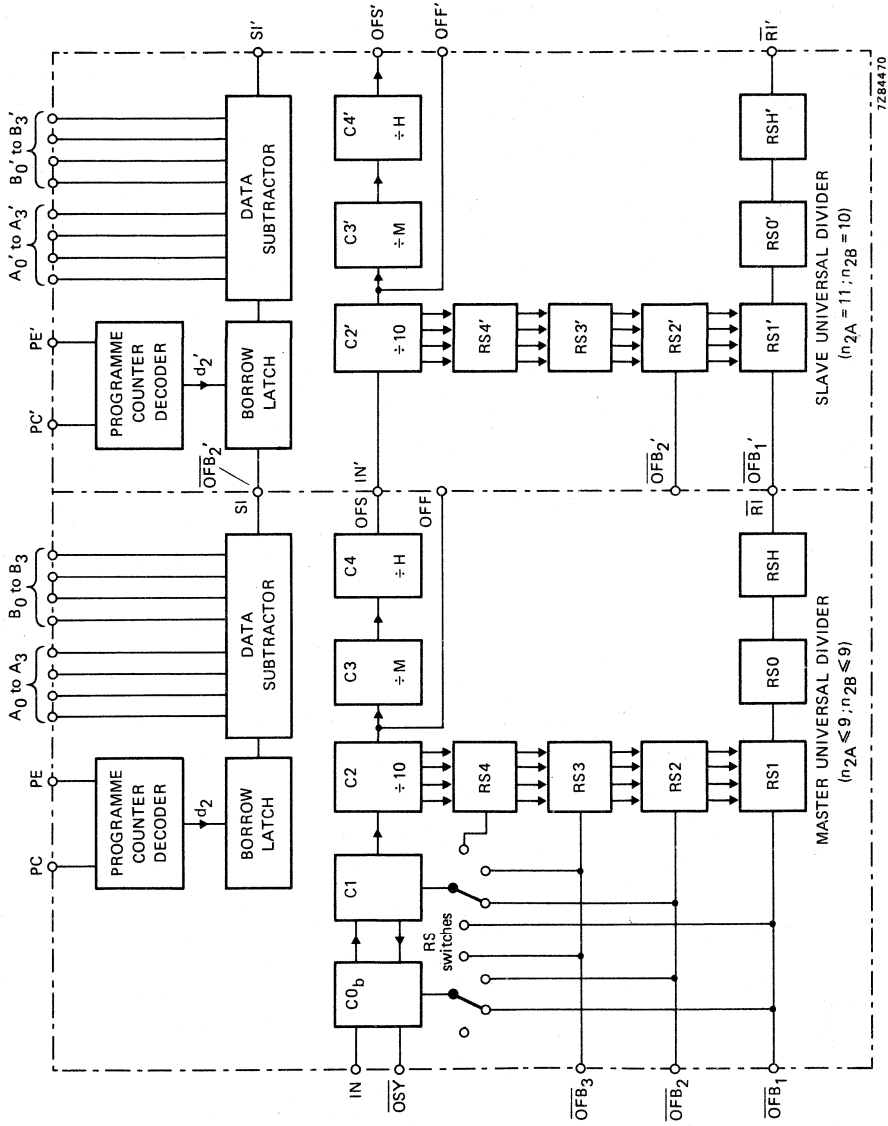 PC
PE
A0 to A3
B0 to B3
PC'
PE'
A0' to A3'
B0' to B3'
PROGRAMME
COUNTER
DECODER
d2
BORROW
LATCH
DATA
SUBTRACTOR
SI
OFB2'
PROGRAMME
COUNTER
DECODER
d2'
BORROW
LATCH
DATA
SUBTRACTOR
SI'
IN
OSY
C0b
C1
C2
÷10
C3
÷M
C4
÷H
OFS
IN'
OFF
C2'
÷10
C3'
÷M
C4'
÷H
OFS'
OFF'
RS
switches
RS4
RS3
RS2
RS1
RS0
RSH
RS4'
RS3'
RS2'
RS1'
RS0'
RSH'
OFB3
OFB2
OFB1
RI
OFB2'
OFB1'
RI'
MASTER UNIVERSAL DIVIDER
(n2A ⩽ 9 ; n2B ⩽ 9)
SLAVE UNIVERSAL DIVIDER
(n2A = 11 ; n2B = 10)
7Z84470